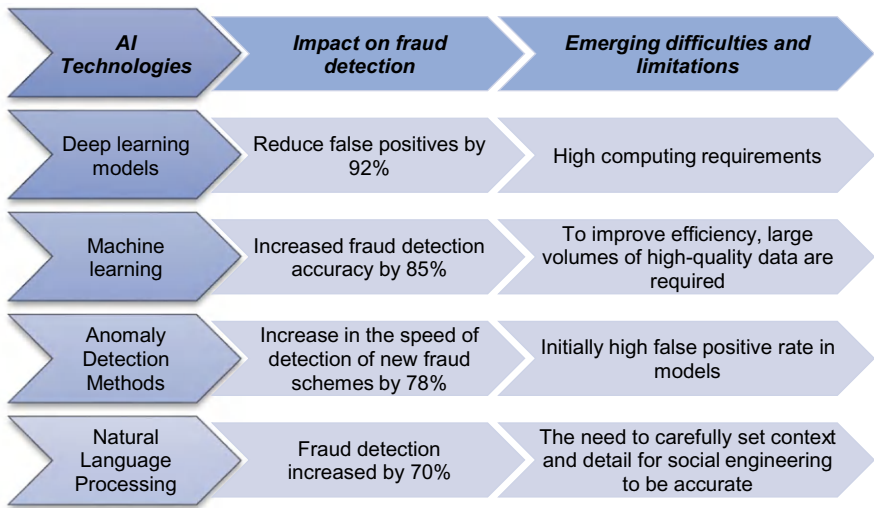 AI
Technologies
Impact on fraud
detection
Emerging difficulties and
limitations
Deep learning
models
Reduce false positives by
92%
High computing requirements
Machine
learning
Increased fraud detection
accuracy by 85%
To improve efficiency, large
volumes of high-quality data are
required
Anomaly
Detection
Methods
Increase in the speed of
detection of new fraud
schemes by 78%
Initially high false positive rate in
models
Natural
Language
Processing
Fraud detection
increased by 70%
The need to carefully set context
and detail for social engineering
to be accurate